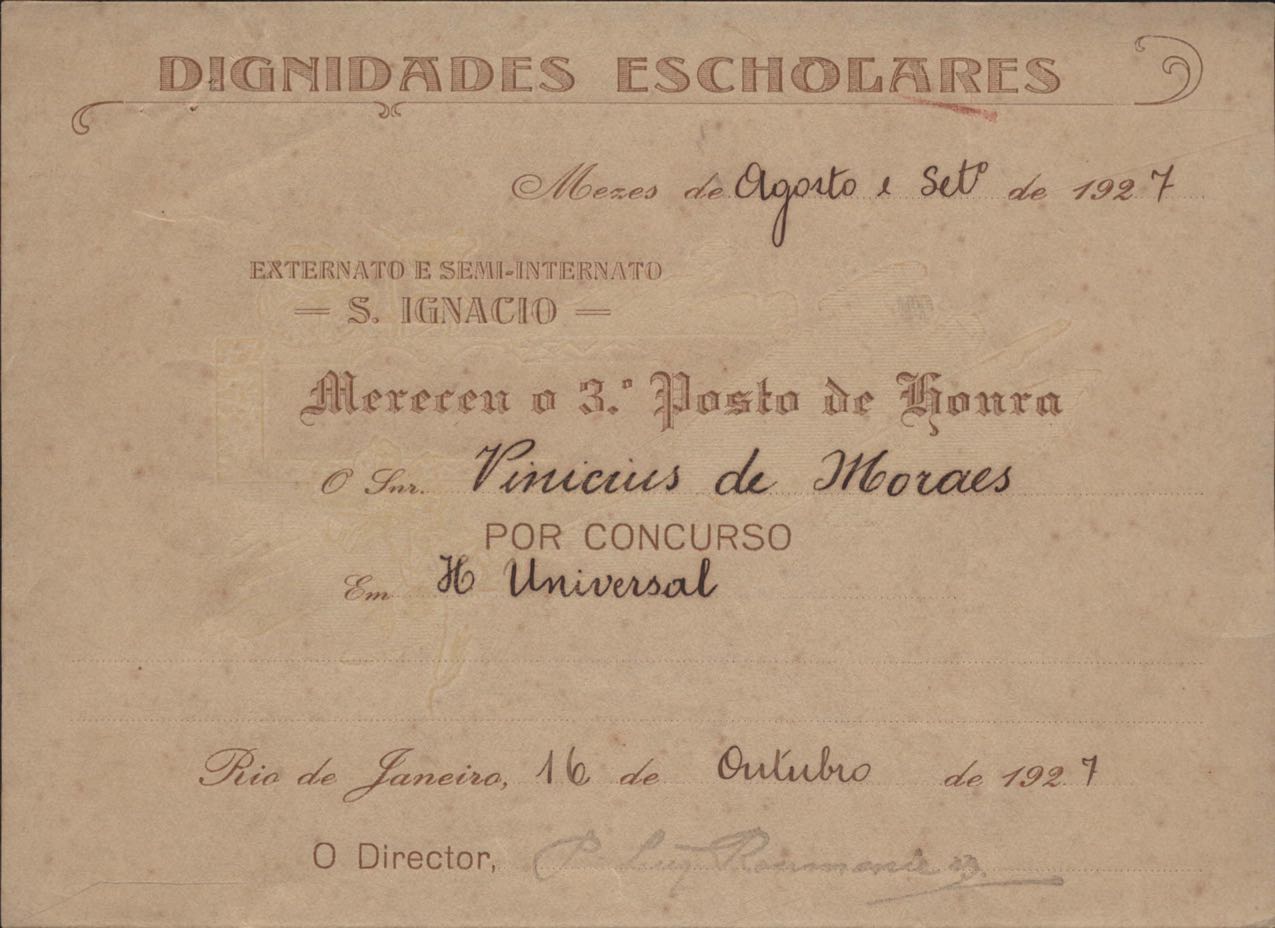 DIGNIDADES ESCHOLARES
Mezes de Agosto e Setº de 1927
EXTERNATO E SEMI-INTERNATO
= S. IGNACIO =
Mereceu o 3.º Posto de Honra
O Snr. Vinicius de Moraes
POR CONCURSO
Em H Universal
Rio de Janeiro, 16 de Outubro de 1927
O Director, P. Luiz